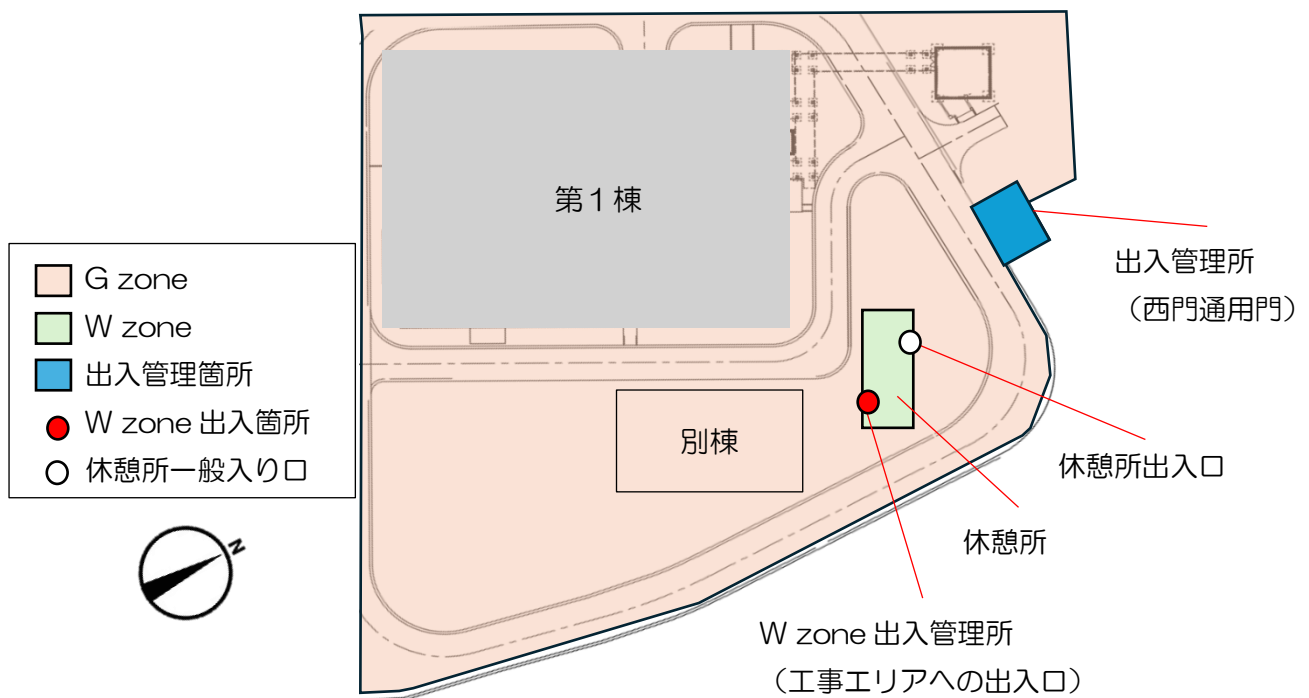 第１棟
出入管理所
（西門通用門）
G zone
W zone
出入管理箇所
W zone 出入箇所
休憩所一般入り口
別棟
休憩所出入口
休憩所
N
W zone 出入管理所
（工事エリアへの出入口）